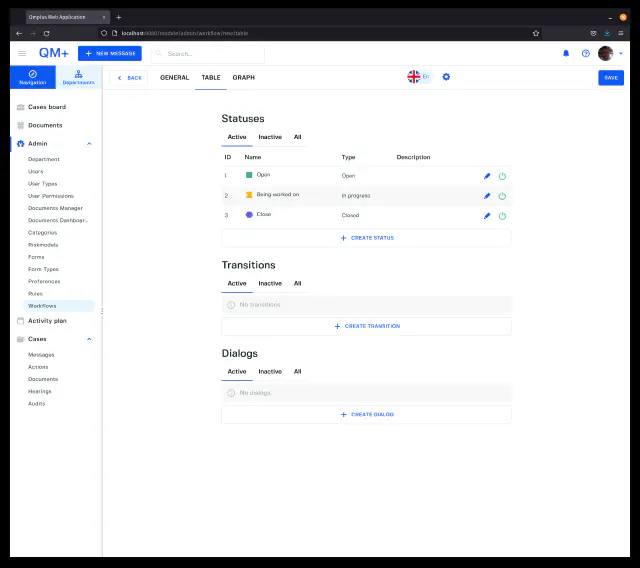 Qmplus Web Application
localhost:8080/module/admin/workflow/new/table
QM+
+ NEW MESSAGE
Search...
Navigation
Departments
BACK
GENERAL
TABLE
GRAPH
En
SAVE
Cases board
Documents
Admin
Department
Users
User Types
User Permissions
Documents Manager
Documents Dashboar...
Categories
Riskmodels
Forms
Form Types
Preferences
Rules
Workflows
Activity plan
Cases
Messages
Actions
Documents
Hearings
Audits
Statuses
Active Inactive All
ID Name Type Description
1 Open Open
2 Being worked on In progress
3 Close Closed
+ CREATE STATUS
Transitions
Active Inactive All
No transitions
+ CREATE TRANSITION
Dialogs
Active Inactive All
No dialogs
+ CREATE DIALOG